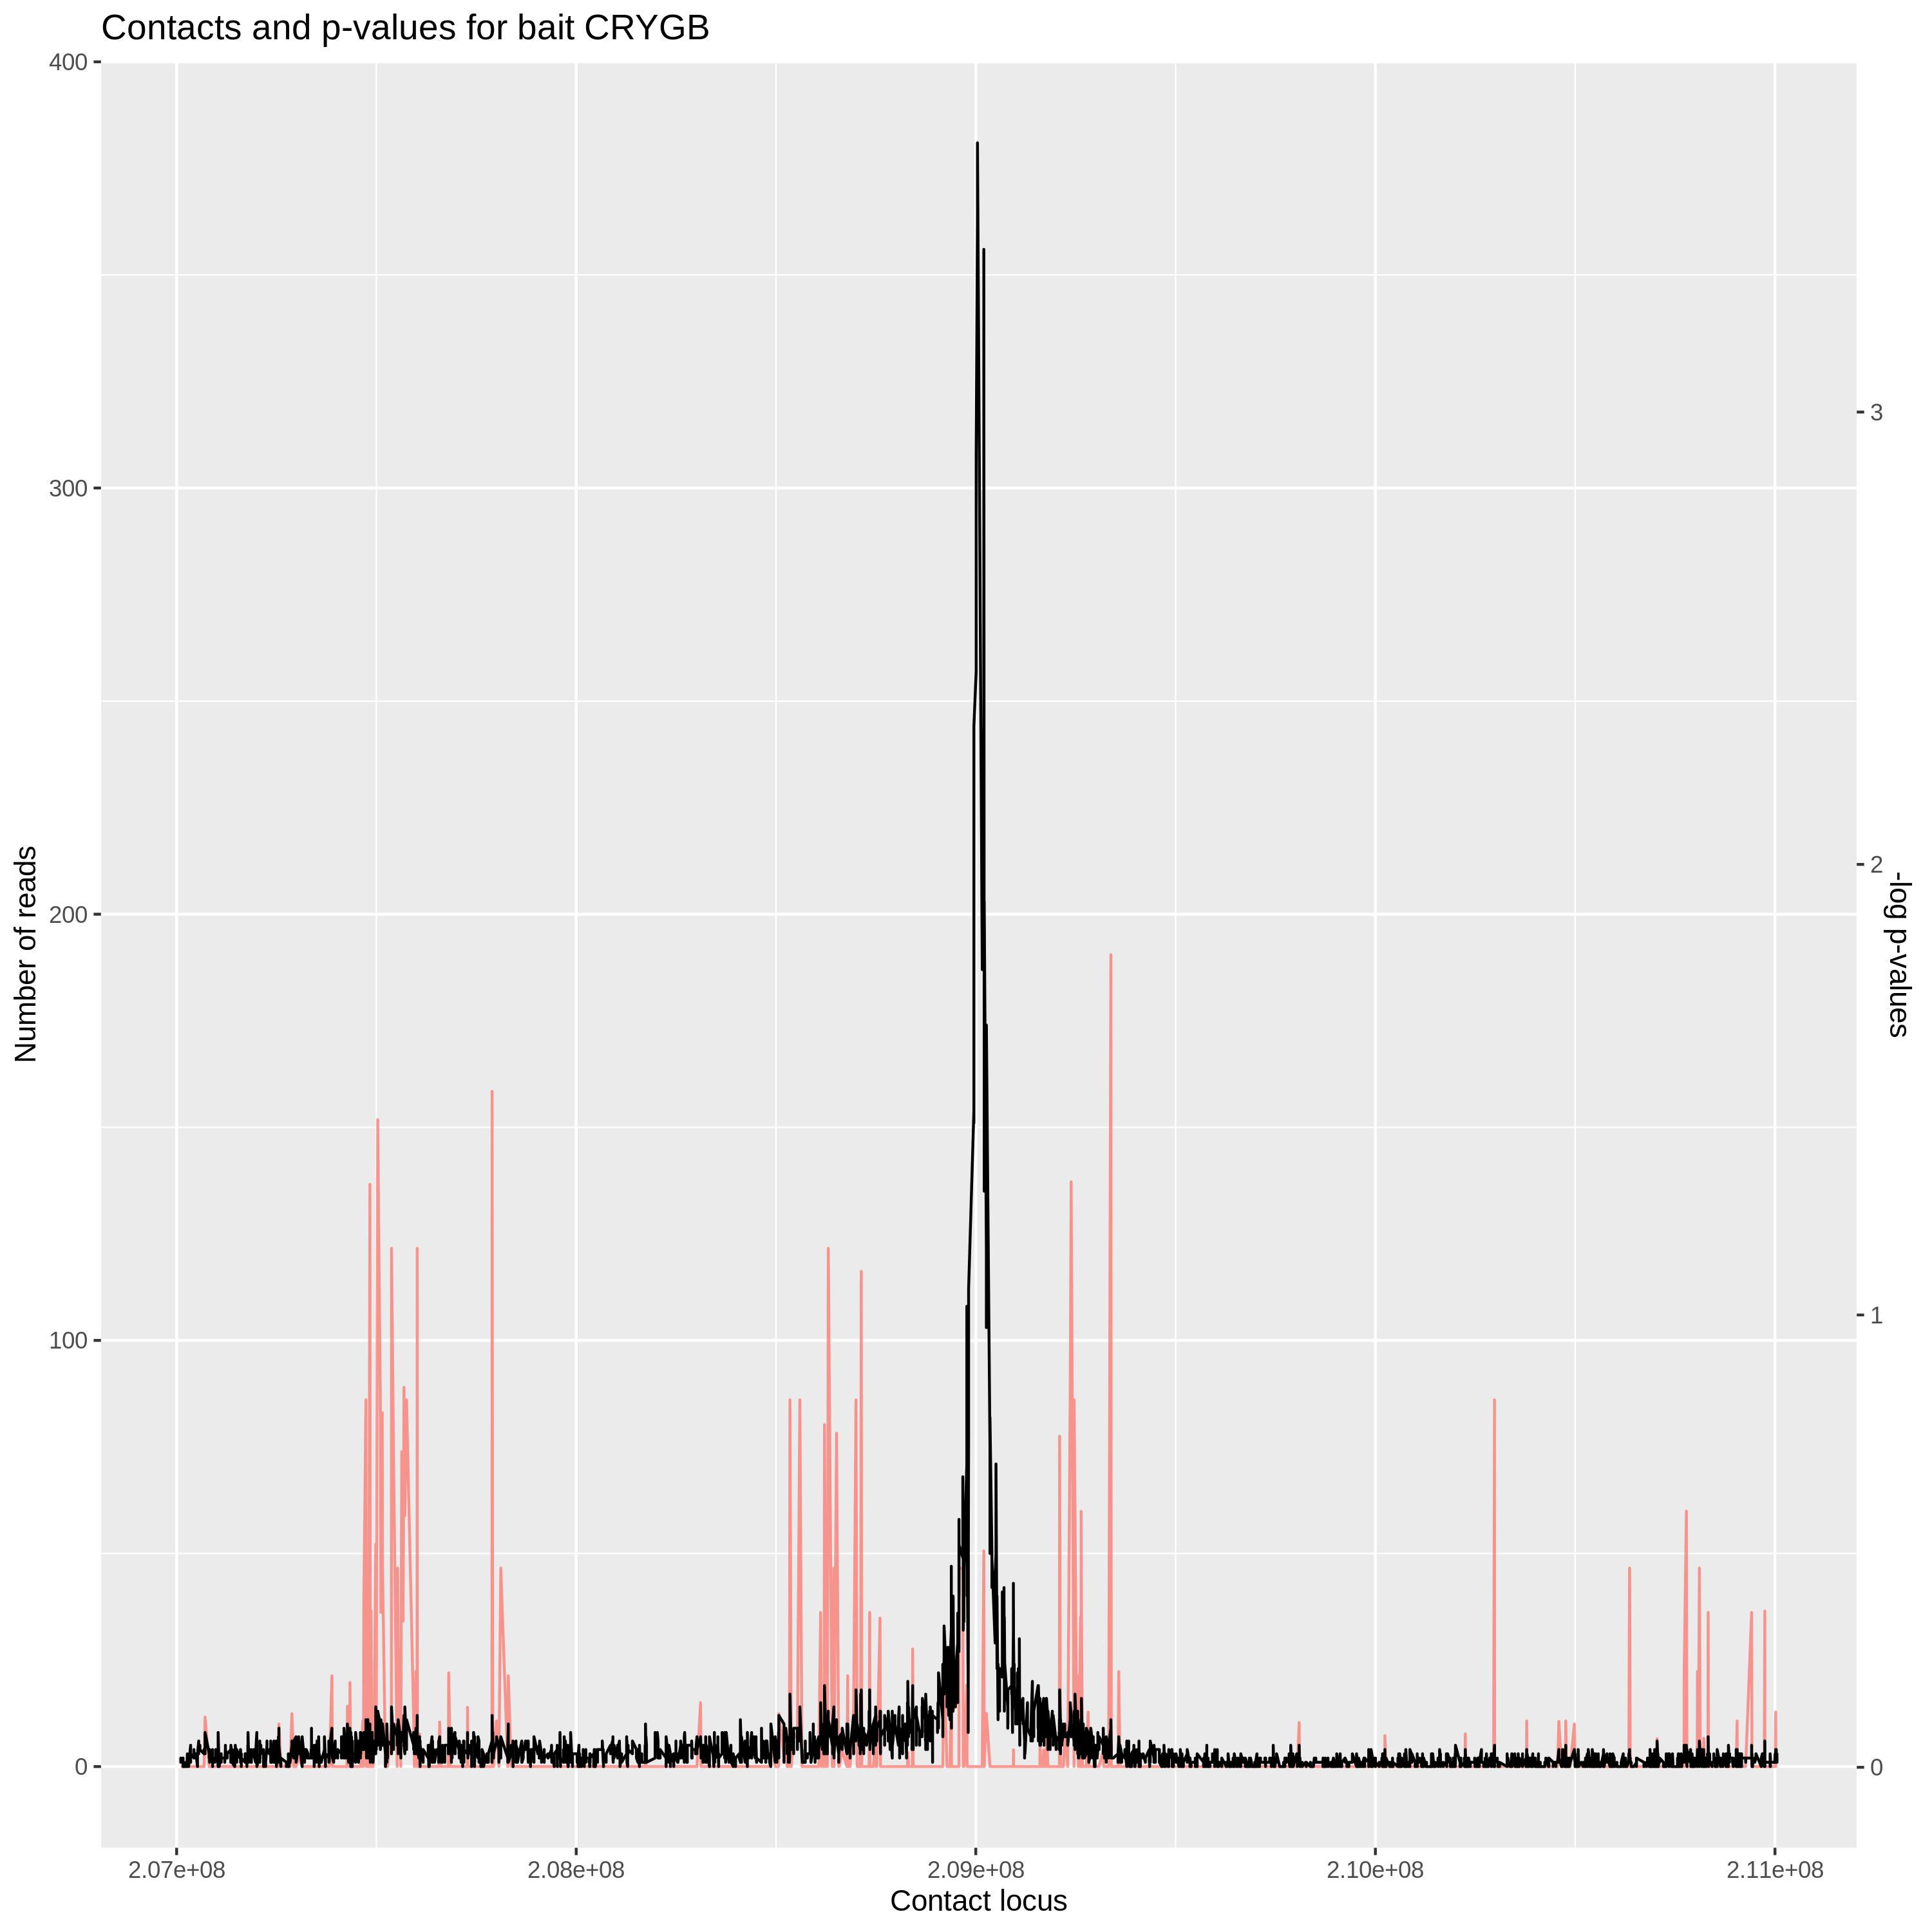 Contacts and p-values for bait CRYGB
400
300
200
100
0
Number of reads
3
2
1
0
-log p-values
2.07e+08
2.08e+08
2.09e+08
2.10e+08
2.11e+08
Contact locus